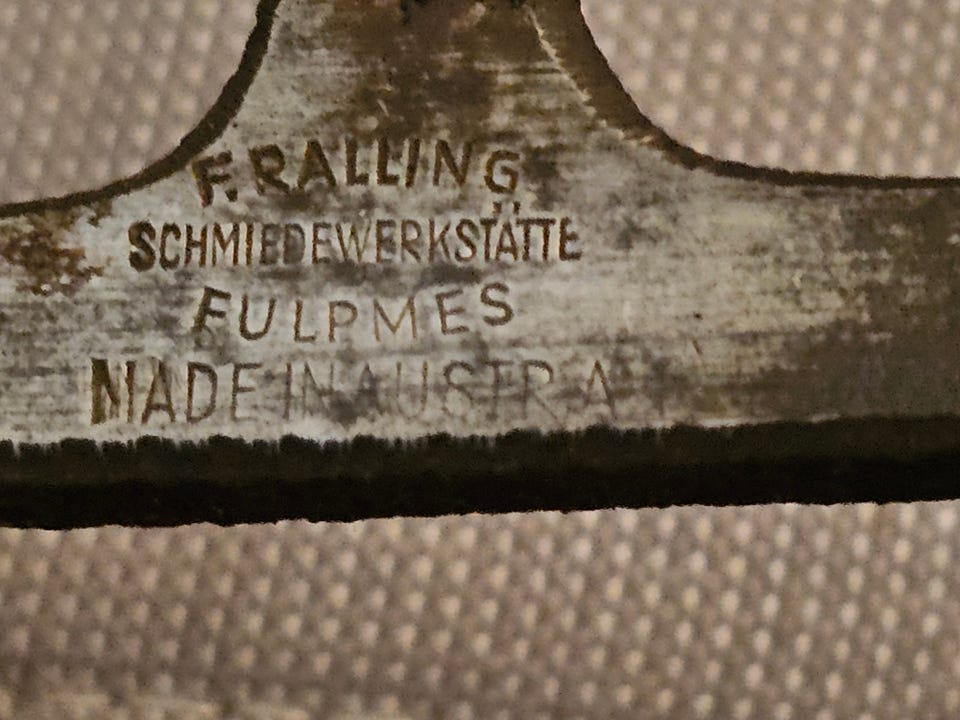 F. RALLING
SCHMIEDEWERKSTÄTTE
FULPMES
MADE IN AUSTRIA